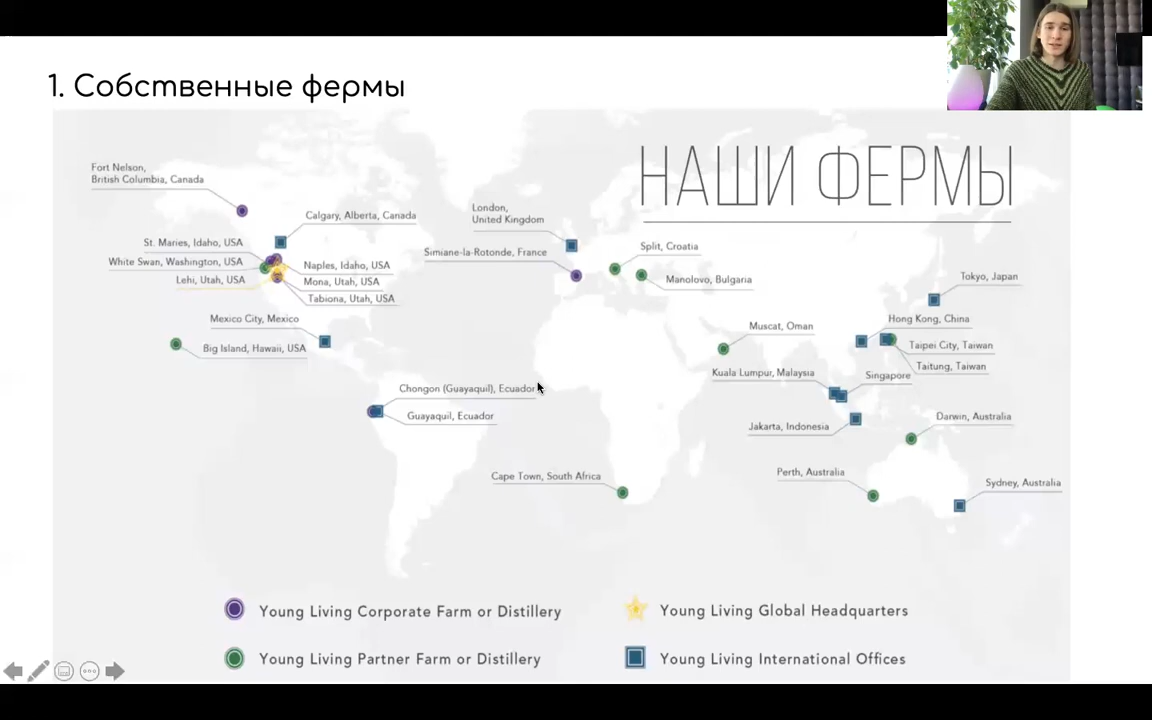 1. Собственные фермы
НАШИ ФЕРМЫ
Fort Nelson,
British Columbia, Canada
Calgary, Alberta, Canada
St. Maries, Idaho, USA
White Swan, Washington, USA
Lehi, Utah, USA
Naples, Idaho, USA
Mona, Utah, USA
Tabiona, Utah, USA
Mexico City, Mexico
Big Island, Hawaii, USA
Chongon (Guayaquil), Ecuador
Guayaquil, Ecuador
London,
United Kingdom
Simiane-la-Rotonde, France
Split, Croatia
Manolovo, Bulgaria
Tokyo, Japan
Hong Kong, China
Muscat, Oman
Taipei City, Taiwan
Taitung, Taiwan
Kuala Lumpur, Malaysia
Singapore
Jakarta, Indonesia
Darwin, Australia
Cape Town, South Africa
Perth, Australia
Sydney, Australia
Young Living Corporate Farm or Distillery
Young Living Global Headquarters
Young Living Partner Farm or Distillery
Young Living International Offices